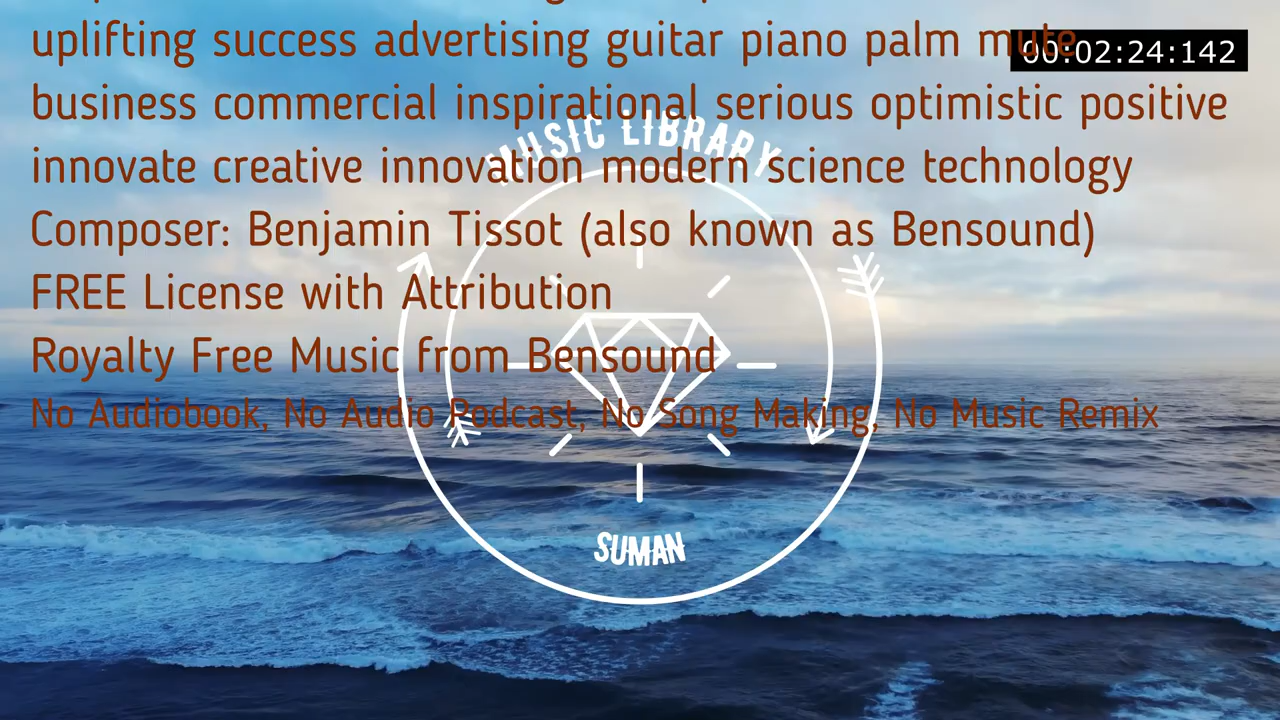 uplifting success advertising guitar piano palm mute
00:02:24:142
business commercial inspirational serious optimistic positive
MUSIC LIBRARY
innovate creative innovation modern science technology
Composer: Benjamin Tissot (also known as Bensound)
FREE License with Attribution
Royalty Free Music from Bensound
No Audiobook, No Audio Podcast, No Song Making, No Music Remix
SUMAN